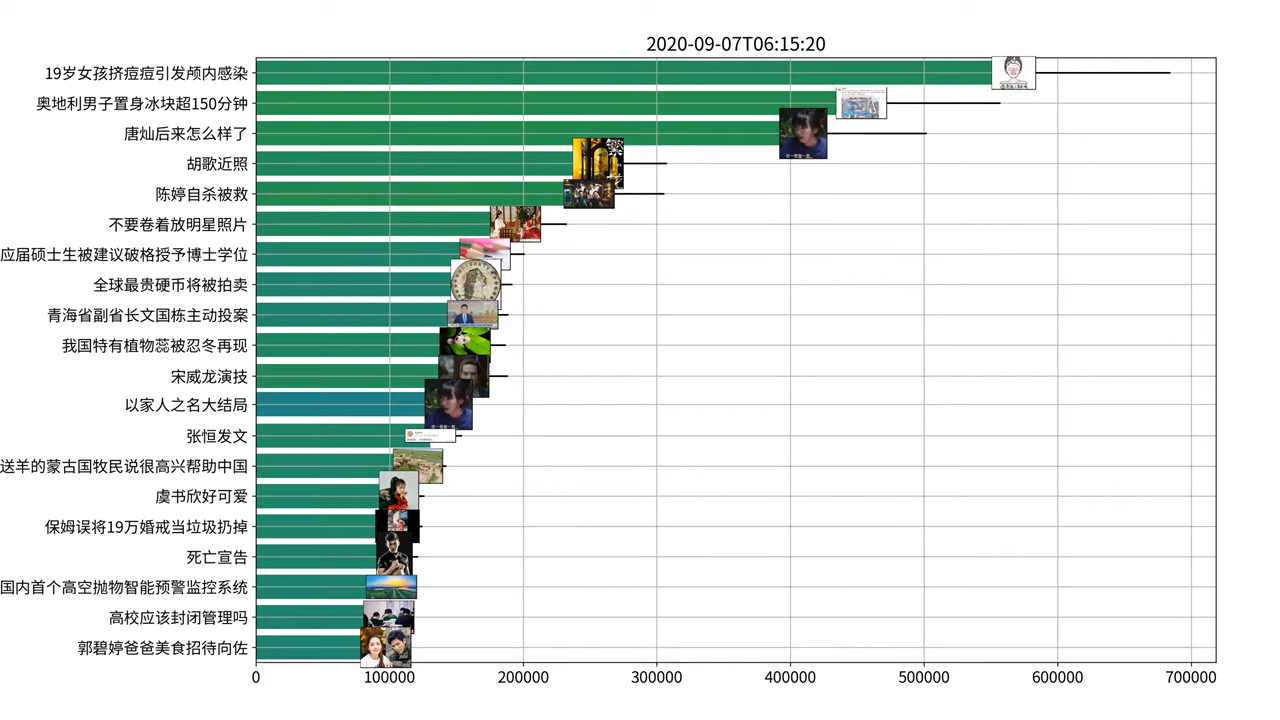 2020-09-07T06:15:20
19岁女孩挤痘痘引发颅内感染
奥地利男子置身冰块超150分钟
唐灿后来怎么样了
胡歌近照
陈婷自杀被救
不要卷着放明星照片
应届硕士生被建议破格授予博士学位
全球最贵硬币将被拍卖
青海省副省长文国栋主动投案
我国特有植物蕊被忍冬再现
宋威龙演技
以家人之名大结局
张恒发文
送羊的蒙古国牧民说很高兴帮助中国
虞书欣好可爱
保姆误将19万婚戒当垃圾扔掉
死亡宣告
国内首个高空抛物智能预警监控系统
高校应该封闭管理吗
郭碧婷爸爸美食招待向佐
0 100000 200000 300000 400000 500000 600000 700000